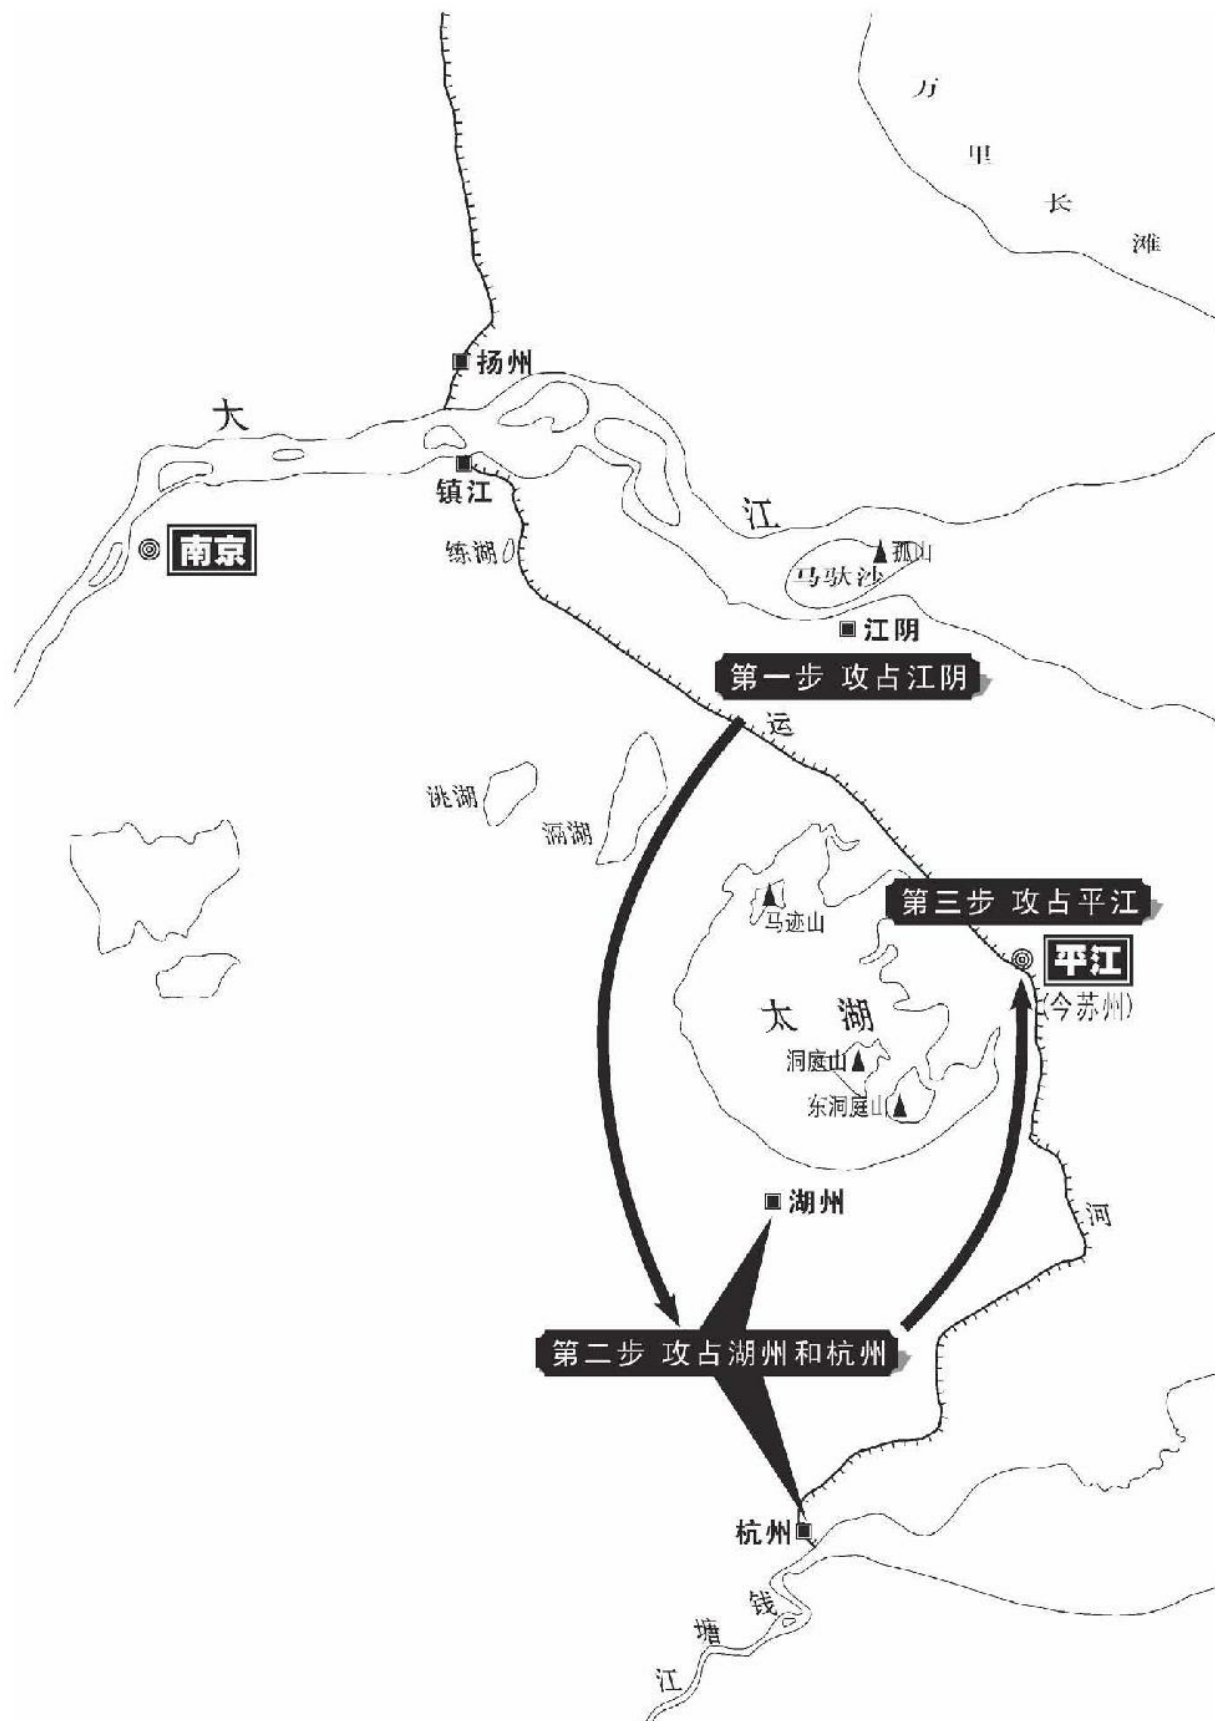 万里长滩
扬州
大江
镇江
南京
练湖
孤山
马驮沙
江阴
第一步 攻占江阴
运河
洮湖
滆湖
第三步 攻占平江
马迹山
平江
(今苏州)
太湖
洞庭山
东洞庭山
湖州
第二步 攻占湖州和杭州
杭州
钱塘江